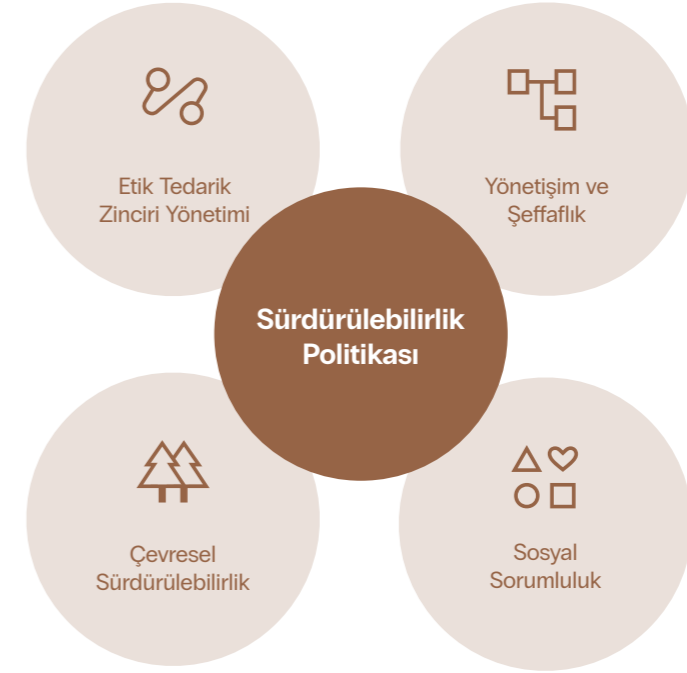 Etik Tedarik
Zinciri Yönetimi
Yönetişim ve
Şeffaflık
Sürdürülebilirlik
Politikası
Çevresel
Sürdürülebilirlik
Sosyal
Sorumluluk